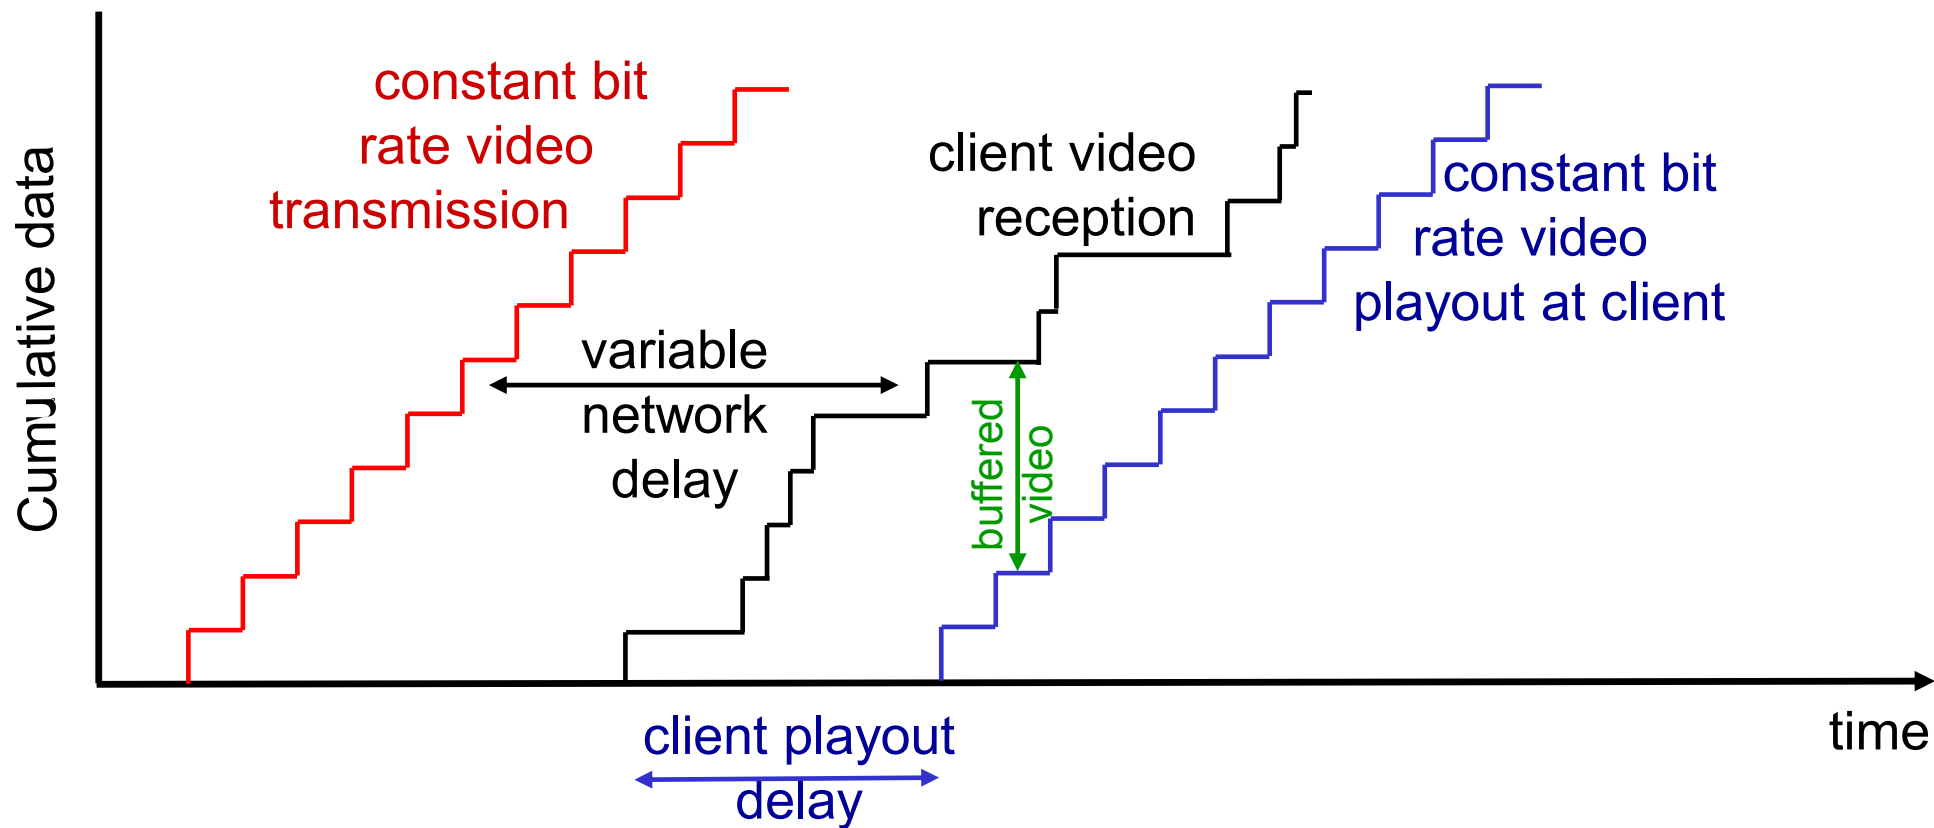 constant bit
rate video
transmission
client video
reception
constant bit
rate video
playout at client
Cumulative data
variable
network
delay
buffered
video
client playout
delay
time